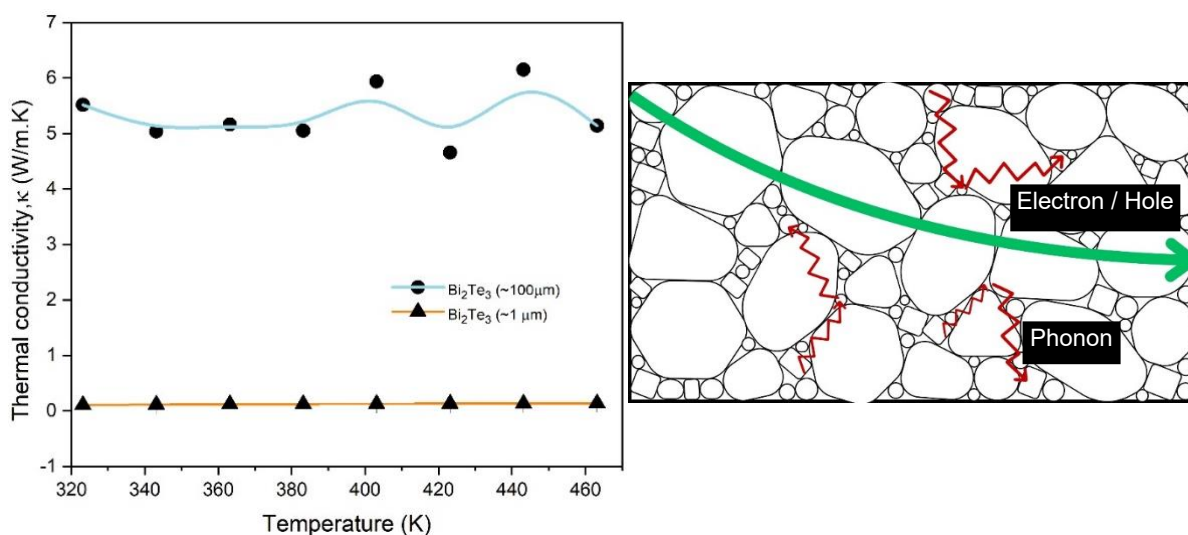 7
6
5
4
3
2
1
0
-1
Thermal conductivity,κ (W/m.K)
Bi₂Te₃ (~100μm)
Bi₂Te₃ (~1 μm)
320 340 360 380 400 420 440 460
Temperature (K)
Electron / Hole
Phonon